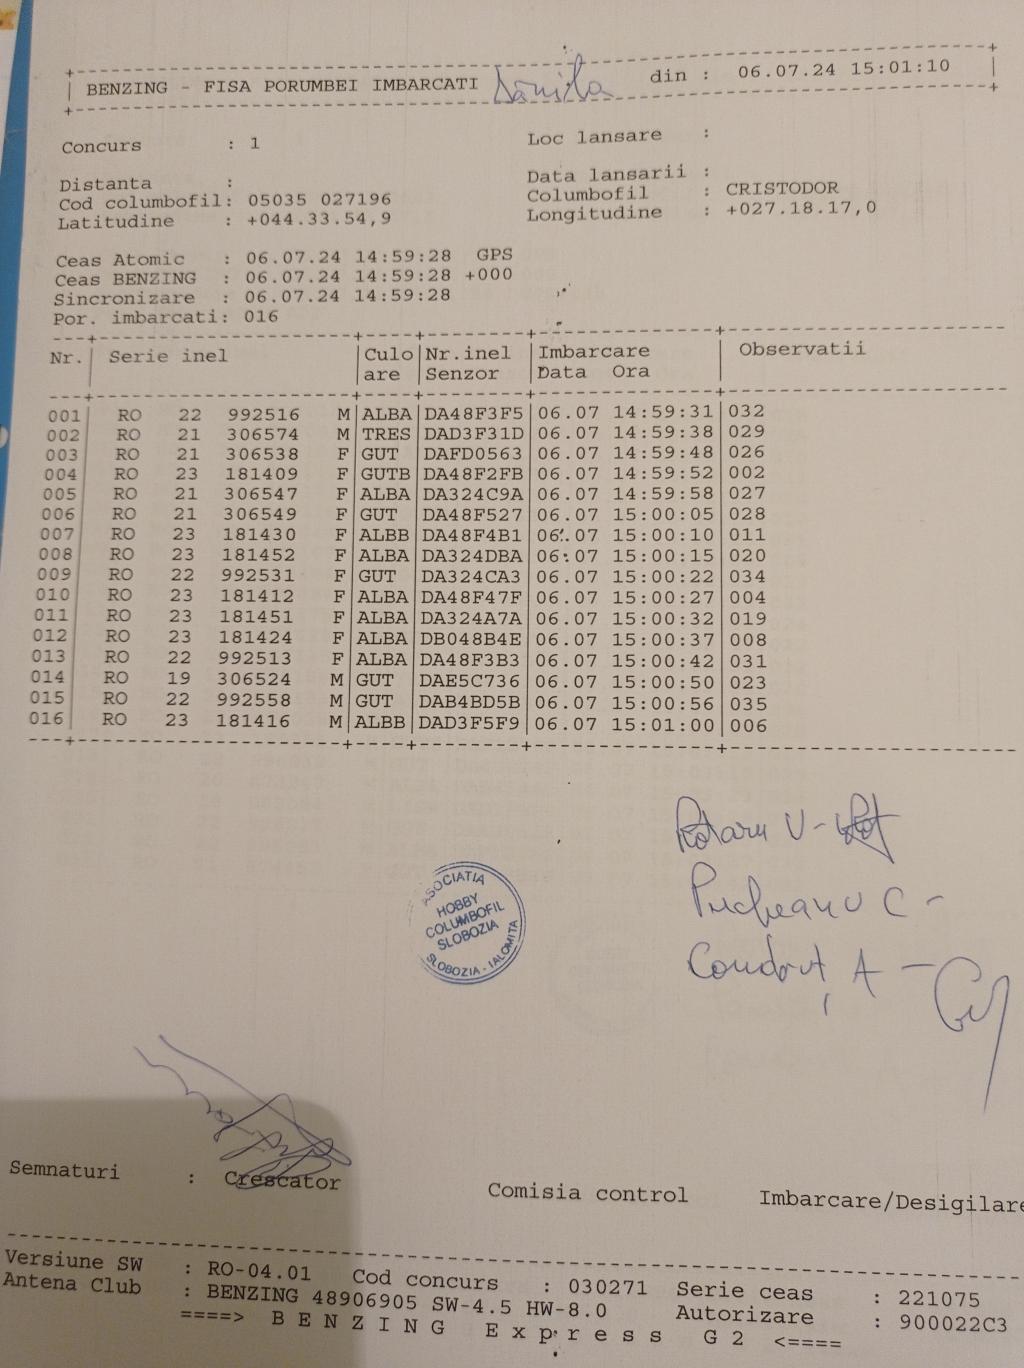 BENZING - FISA PORUMBEI IMBARCATI din : 06.07.24 15:01:10
Concurs : 1 Loc lansare :
Distanta : Data lansarii :
Cod columbofil: 05035 027196 Columbofil : CRISTODOR
Latitudine : +044.33.54,9 Longitudine : +027.18.17,0
Ceas Atomic : 06.07.24 14:59:28 GPS
Ceas BENZING : 06.07.24 14:59:28 +000
Sincronizare : 06.07.24 14:59:28
Por. imbarcati: 016
Nr. Serie inel Culo Nr.inel Imbarcare Observatii
are Senzor Data Ora
001 RO 22 992516 M ALBA DA48F3F5 06.07 14:59:31 032
002 RO 21 306574 M TRES DAD3F31D 06.07 14:59:38 029
003 RO 21 306538 F GUT DAFD0563 06.07 14:59:48 026
004 RO 23 181409 F GUTB DA48F2FB 06.07 14:59:52 002
005 RO 21 306547 F ALBA DA324C9A 06.07 14:59:58 027
006 RO 21 306549 F GUT DA48F527 06.07 15:00:05 028
007 RO 23 181430 F ALBB DA48F4B1 06.07 15:00:10 011
008 RO 23 181452 F ALBA DA324DBA 06.07 15:00:15 020
009 RO 22 992531 F GUT DA324CA3 06.07 15:00:22 034
010 RO 23 181412 F ALBA DA48F47F 06.07 15:00:27 004
011 RO 23 181451 F ALBA DA324A7A 06.07 15:00:32 019
012 RO 23 181424 F ALBA DB048B4E 06.07 15:00:37 008
013 RO 22 992513 F ALBA DA48F3B3 06.07 15:00:42 031
014 RO 19 306524 M GUT DAE5C736 06.07 15:00:50 023
015 RO 22 992558 M GUT DAB4BD5B 06.07 15:00:56 035
016 RO 23 181416 M ALBB DAD3F5F9 06.07 15:01:00 006
Rotaru V -
ASOCIATIA
HOBBY
COLUMBOFIL
SLOBOZIA
SLOBOZIA - IALOMITA
C -
A -
Semnaturi : Crescator Comisia control Imbarcare/Desigilare
Versiune SW : RO-04.01 Cod concurs : 030271 Serie ceas : 221075
Antena Club : BENZING 48906905 SW-4.5 HW-8.0 Autorizare : 900022C3
====> B E N Z I N G E x p r e s s G 2 <====